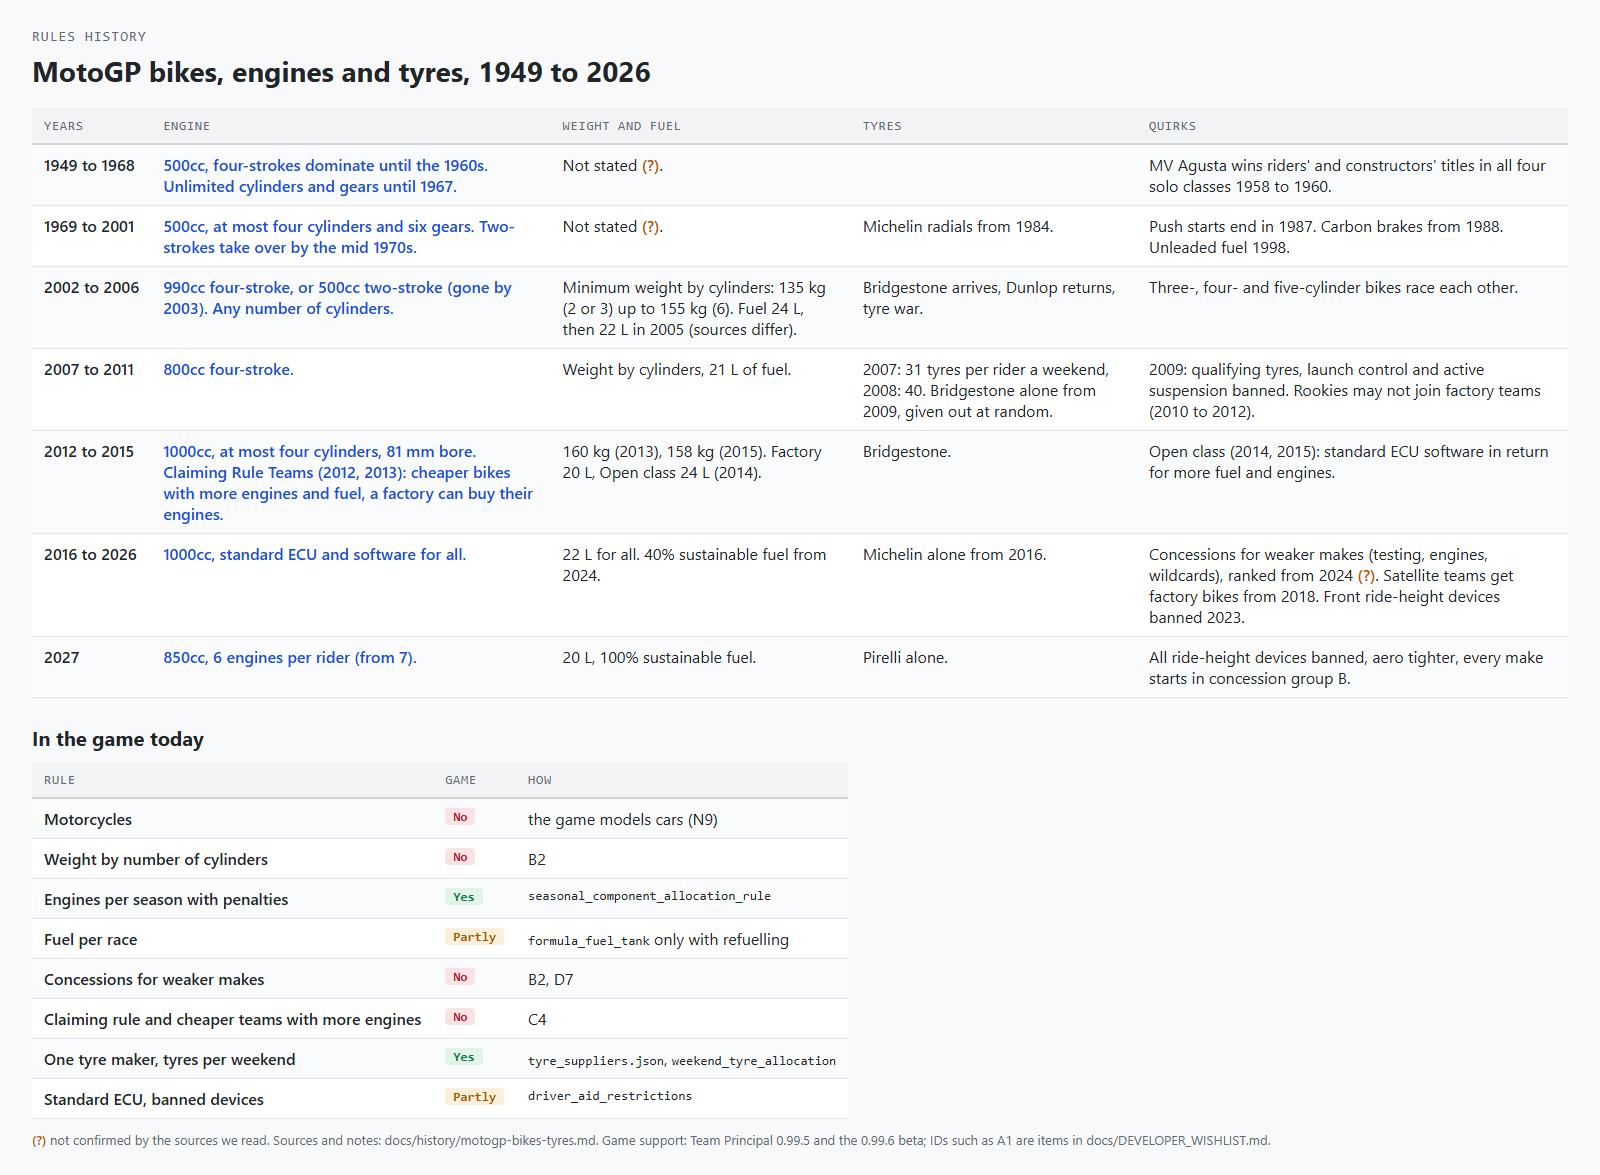 RULES HISTORY
MotoGP bikes, engines and tyres, 1949 to 2026
YEARS ENGINE WEIGHT AND FUEL TYRES QUIRKS
1949 to 1968
500cc, four-strokes dominate until the 1960s.
Unlimited cylinders and gears until 1967.
Not stated (?).
MV Agusta wins riders' and constructors' titles in all four
solo classes 1958 to 1960.
1969 to 2001
500cc, at most four cylinders and six gears. Two-
strokes take over by the mid 1970s.
Not stated (?).
Michelin radials from 1984.
Push starts end in 1987. Carbon brakes from 1988.
Unleaded fuel 1998.
2002 to 2006
990cc four-stroke, or 500cc two-stroke (gone by
2003). Any number of cylinders.
Minimum weight by cylinders: 135 kg
(2 or 3) up to 155 kg (6). Fuel 24 L,
then 22 L in 2005 (sources differ).
Bridgestone arrives, Dunlop returns,
tyre war.
Three-, four- and five-cylinder bikes race each other.
2007 to 2011
800cc four-stroke.
Weight by cylinders, 21 L of fuel.
2007: 31 tyres per rider a weekend,
2008: 40. Bridgestone alone from
2009, given out at random.
2009: qualifying tyres, launch control and active
suspension banned. Rookies may not join factory teams
(2010 to 2012).
2012 to 2015
1000cc, at most four cylinders, 81 mm bore.
Claiming Rule Teams (2012, 2013): cheaper bikes
with more engines and fuel, a factory can buy their
engines.
160 kg (2013), 158 kg (2015). Factory
20 L, Open class 24 L (2014).
Bridgestone.
Open class (2014, 2015): standard ECU software in return
for more fuel and engines.
2016 to 2026
1000cc, standard ECU and software for all.
22 L for all. 40% sustainable fuel from
2024.
Michelin alone from 2016.
Concessions for weaker makes (testing, engines,
wildcards), ranked from 2024 (?). Satellite teams get
factory bikes from 2018. Front ride-height devices
banned 2023.
2027
850cc, 6 engines per rider (from 7).
20 L, 100% sustainable fuel.
Pirelli alone.
All ride-height devices banned, aero tighter, every make
starts in concession group B.
In the game today
RULE GAME HOW
Motorcycles No the game models cars (N9)
Weight by number of cylinders No B2
Engines per season with penalties Yes seasonal_component_allocation_rule
Fuel per race Partly formula_fuel_tank only with refuelling
Concessions for weaker makes No B2, D7
Claiming rule and cheaper teams with more engines No C4
One tyre maker, tyres per weekend Yes tyre_suppliers.json, weekend_tyre_allocation
Standard ECU, banned devices Partly driver_aid_restrictions
(?) not confirmed by the sources we read. Sources and notes: docs/history/motogp-bikes-tyres.md. Game support: Team Principal 0.99.5 and the 0.99.6 beta; IDs such as A1 are items in docs/DEVELOPER_WISHLIST.md.